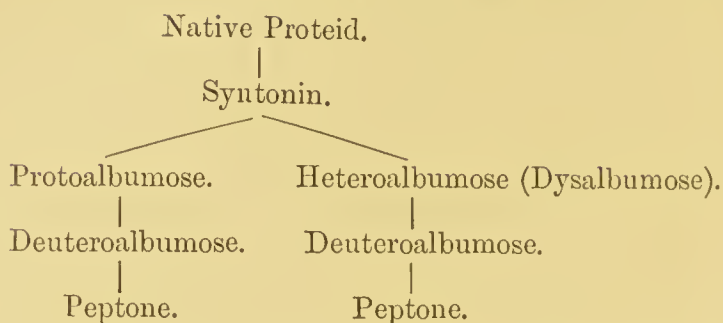 Native Proteid.
Syntonin.
Protoalbumose. Heteroalbumose (Dysalbumose).
Deuteroalbumose. Deuteroalbumose.
Peptone. Peptone.